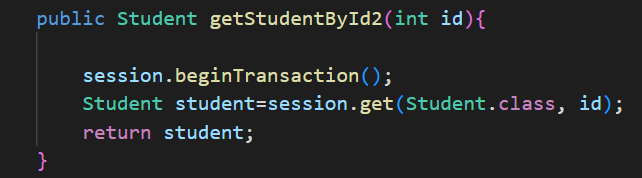 public Student getStudentById2(int id){
session.beginTransaction();
Student student=session.get(Student.class, id);
return student;
}